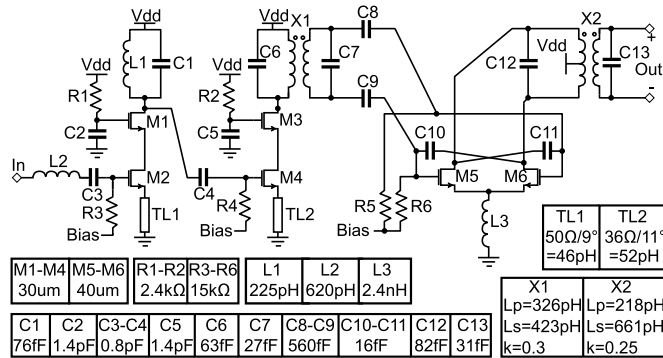 Vdd Vdd X1 C8 X2
Vdd L1 C1 Vdd C6 C7 Vdd C12 C13 +
R1 R2 C9 Out
M1 M3 -
C2 C5 C10 C11
In L2 M2 M4 M5 M6
C3 C4
R3 TL1 R4 TL2 R5 R6 L3
Bias Bias Bias
TL1 TL2
50Ω/9° 36Ω/11°
=46pH =52pH
M1-M4 M5-M6 R1-R2 R3-R6 L1 L2 L3
30um 40um 2.4kΩ 15kΩ 225pH 620pH 2.4nH
X1 X2
Lp=326pH Lp=218pH
Ls=423pH Ls=661pH
k=0.3 k=0.25
C1 C2 C3-C4 C5 C6 C7 C8-C9 C10-C11 C12 C13
76fF 1.4pF 0.8pF 1.4pF 63fF 27fF 560fF 16fF 82fF 31fF